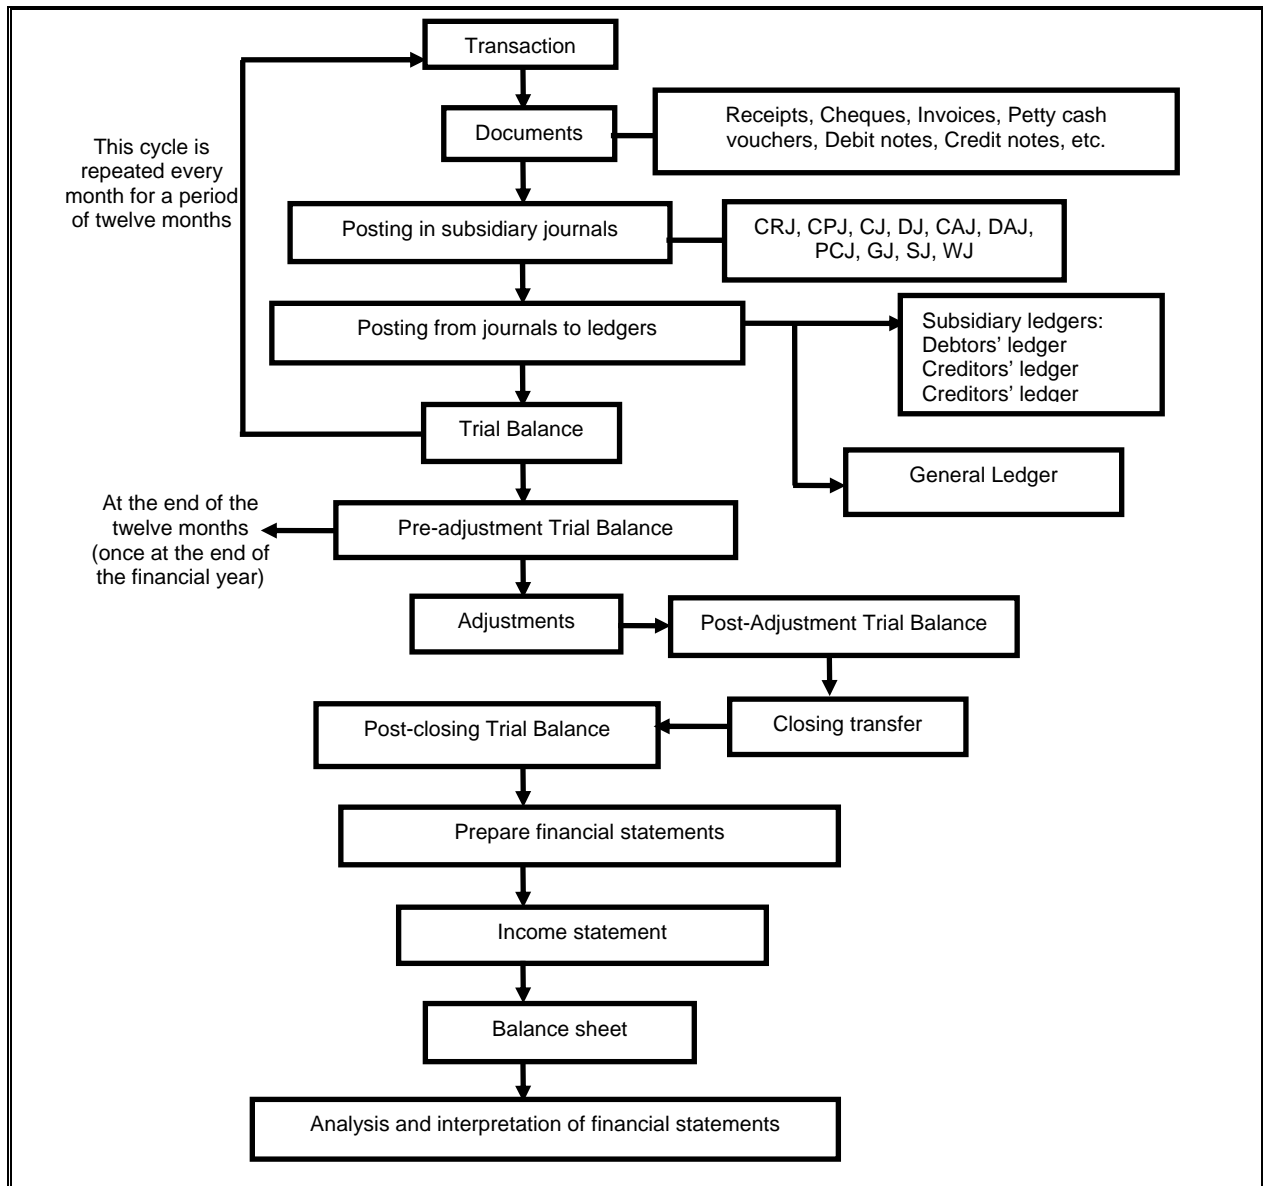 Transaction
Documents
Receipts, Cheques, Invoices, Petty cash
vouchers, Debit notes, Credit notes, etc.
This cycle is
repeated every
month for a period
of twelve months
Posting in subsidiary journals
CRJ, CPJ, CJ, DJ, CAJ, DAJ,
PCJ, GJ, SJ, WJ
Posting from journals to ledgers
Subsidiary ledgers:
Debtors’ ledger
Creditors’ ledger
Creditors’ ledger
Trial Balance
General Ledger
At the end of the
twelve months
(once at the end of
the financial year)
Pre-adjustment Trial Balance
Adjustments
Post-Adjustment Trial Balance
Closing transfer
Post-closing Trial Balance
Prepare financial statements
Income statement
Balance sheet
Analysis and interpretation of financial statements